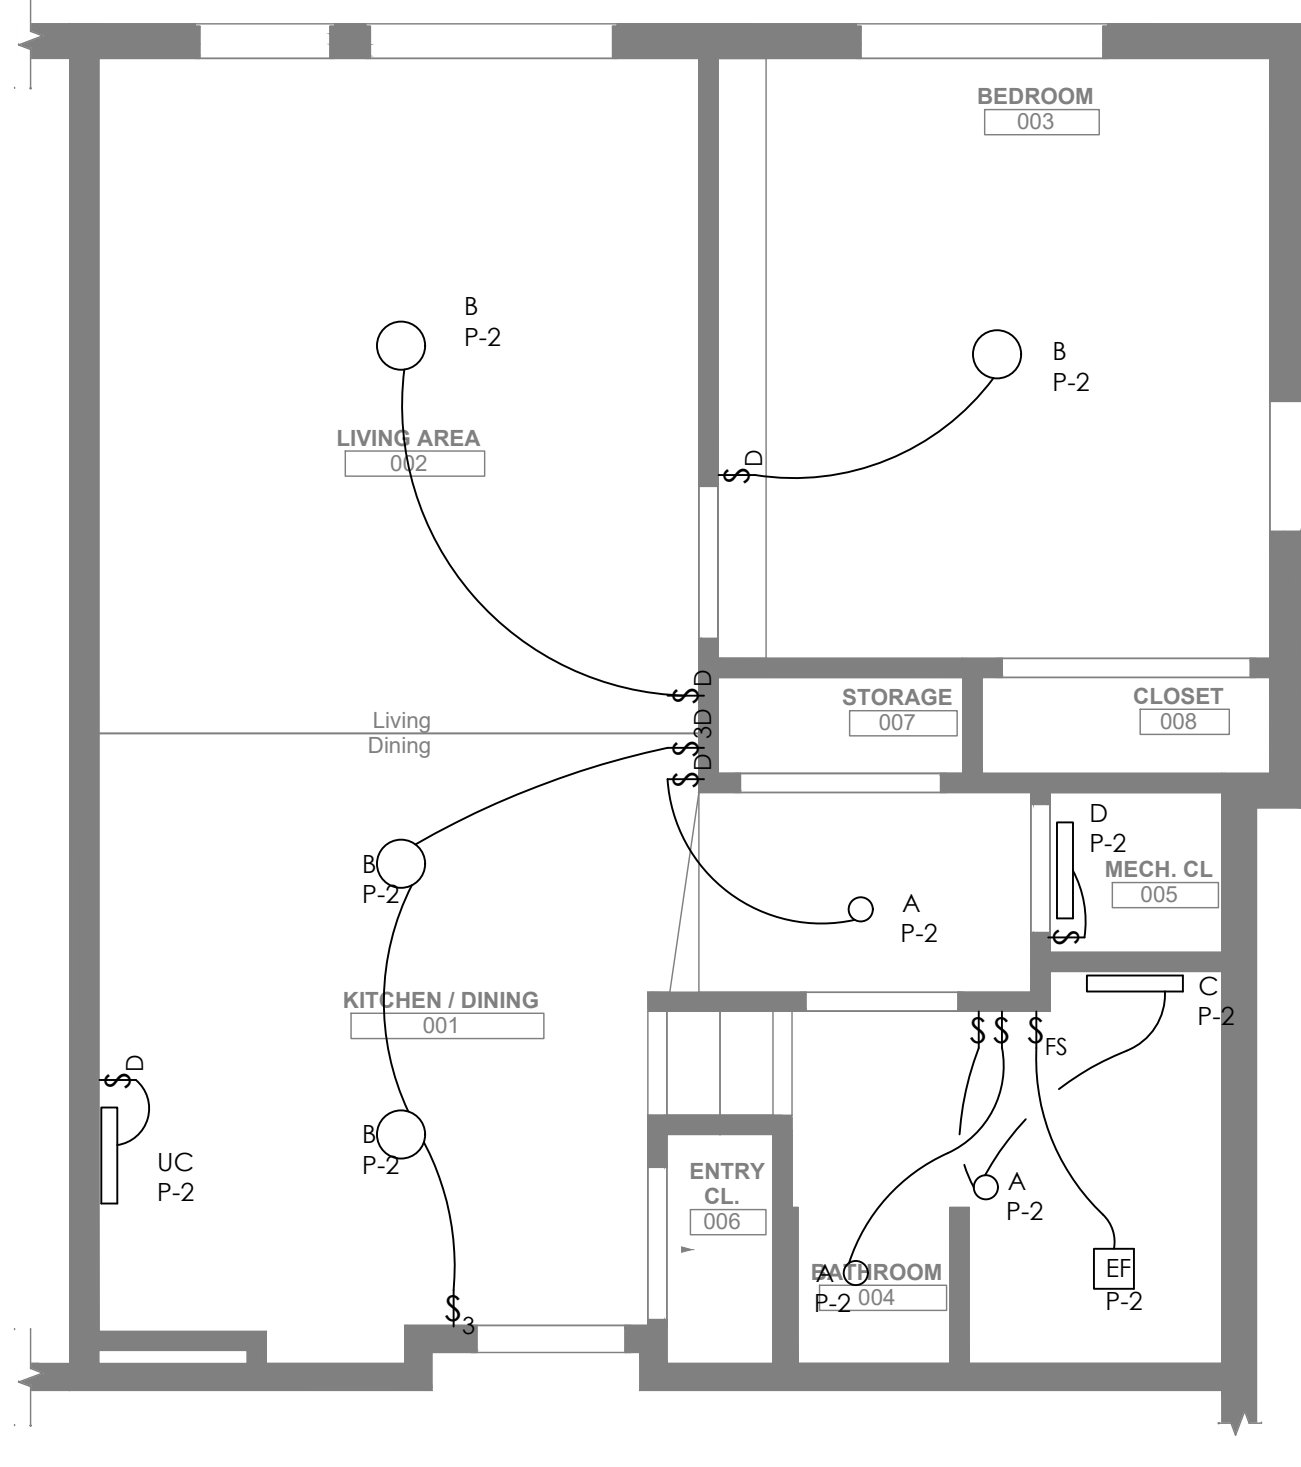 BEDROOM
003
B
P-2
B
P-2
LIVING AREA
002
$ D
$ D
STORAGE
007
CLOSET
008
Living
Dining
$ 3D
$ D
D
P-2
MECH. CL
005
B
P-2
A
P-2
$
KITCHEN / DINING
001
C
P-2
$ $ $ FS
$ D
B
P-2
UC
P-2
ENTRY
CL.
006
A
P-2
BATHROOM
004
A
P-2
EF
P-2
$ 3